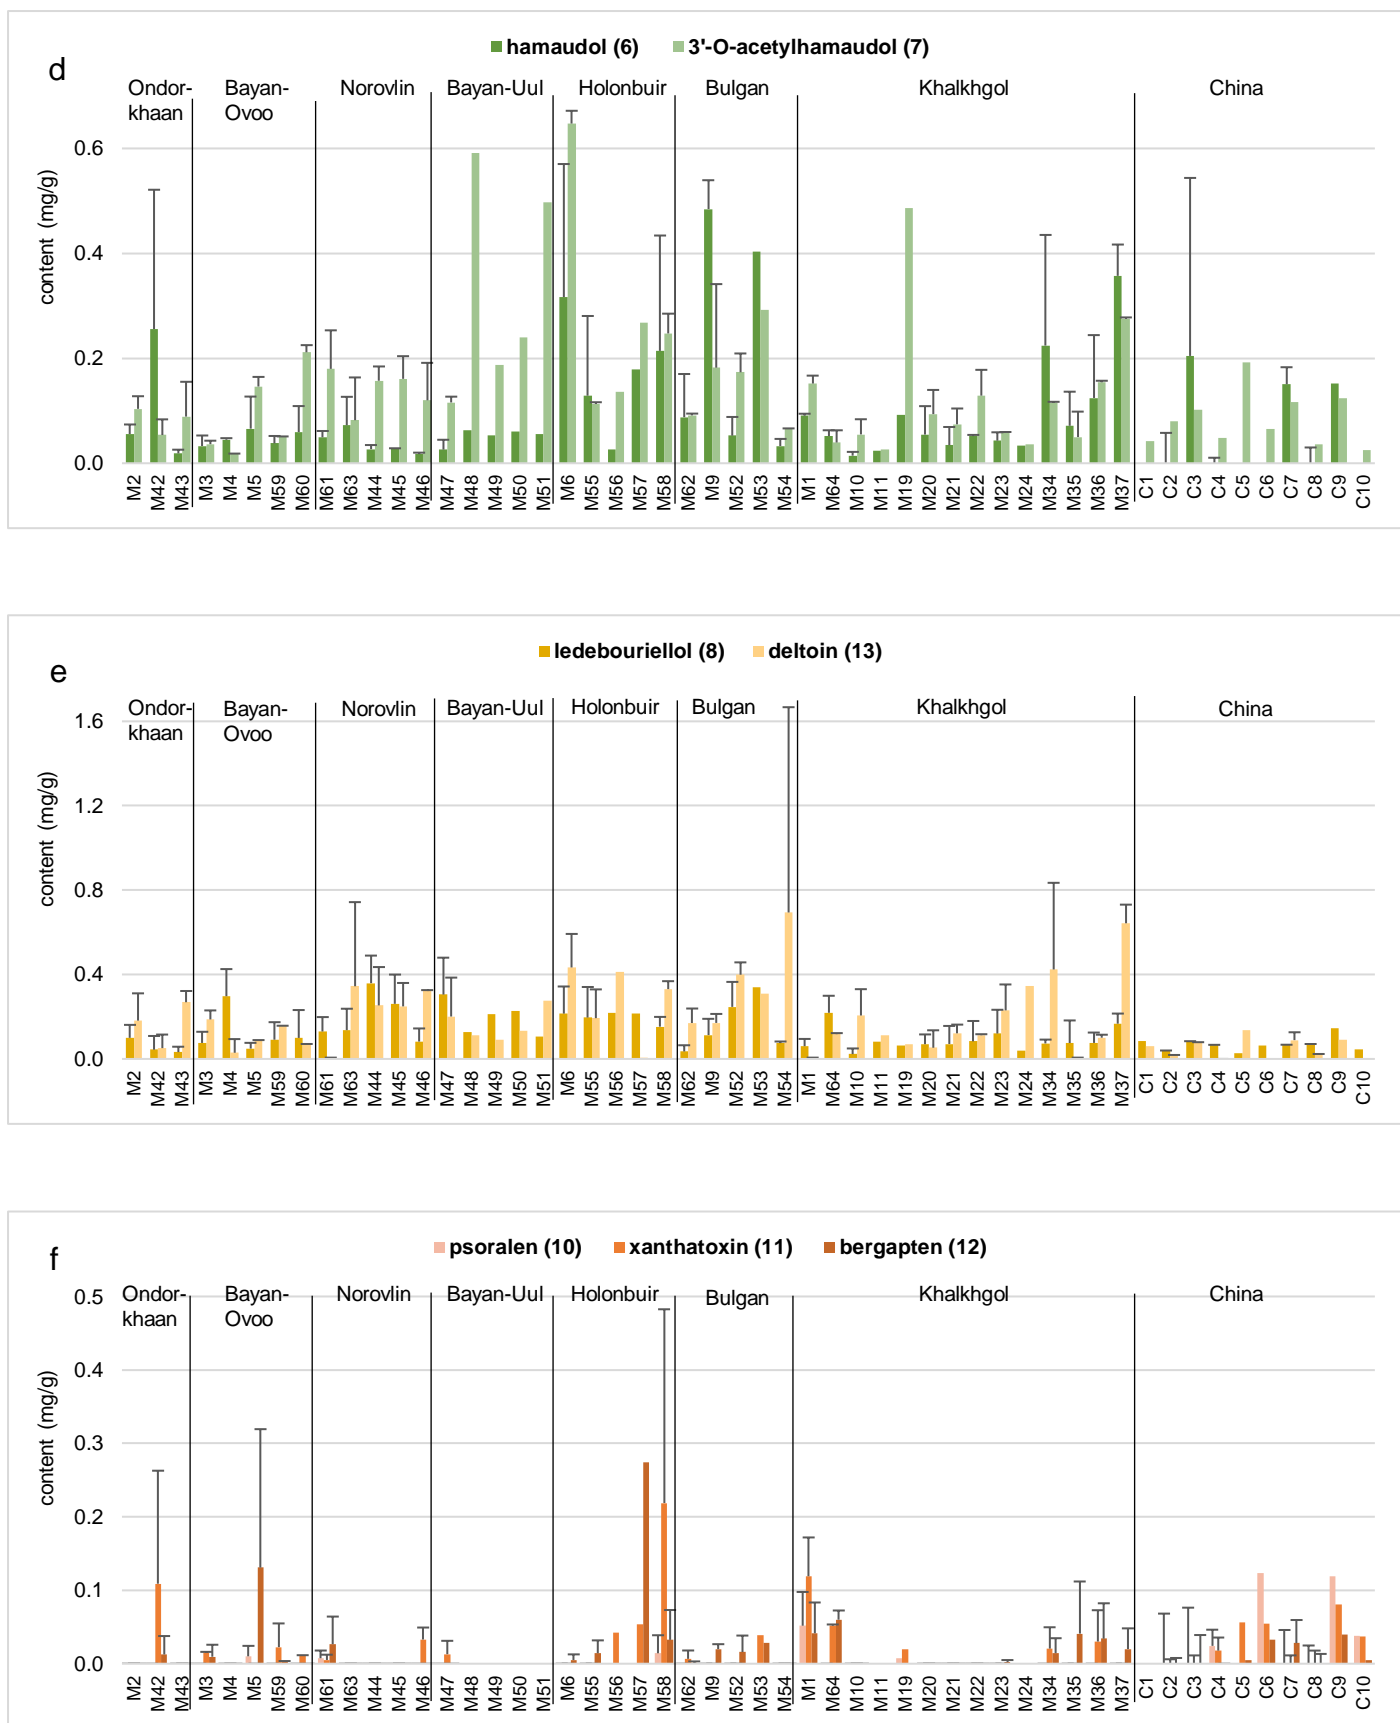 d
hamaudol (6) 3'-O-acetylhamaudol (7)
Ondor-khaan Bayan-Ovoo Norovlin Bayan-Uul Holonbuir Bulgan Khalkhgol China
content (mg/g)
0.6
0.4
0.2
0.0
M2 M42 M43 M3 M4 M5 M59 M60 M61 M63 M44 M45 M46 M47 M48 M49 M50 M51 M6 M55 M56 M57 M58 M62 M9 M52 M53 M54 M1 M64 M10 M11 M19 M20 M21 M22 M23 M24 M34 M35 M36 M37 C1 C2 C3 C4 C5 C6 C7 C8 C9 C10
e
ledebouriellol (8) deltoin (13)
Ondor-khaan Bayan-Ovoo Norovlin Bayan-Uul Holonbuir Bulgan Khalkhgol China
content (mg/g)
1.6
1.2
0.8
0.4
0.0
M2 M42 M43 M3 M4 M5 M59 M60 M61 M63 M44 M45 M46 M47 M48 M49 M50 M51 M6 M55 M56 M57 M58 M62 M9 M52 M53 M54 M1 M64 M10 M11 M19 M20 M21 M22 M23 M24 M34 M35 M36 M37 C1 C2 C3 C4 C5 C6 C7 C8 C9 C10
f
psoralen (10) xanthatoxin (11) bergapten (12)
Ondor-khaan Bayan-Ovoo Norovlin Bayan-Uul Holonbuir Bulgan Khalkhgol China
content (mg/g)
0.5
0.4
0.3
0.2
0.1
0.0
M2 M42 M43 M3 M4 M5 M59 M60 M61 M63 M44 M45 M46 M47 M48 M49 M50 M51 M6 M55 M56 M57 M58 M62 M9 M52 M53 M54 M1 M64 M10 M11 M19 M20 M21 M22 M23 M24 M34 M35 M36 M37 C1 C2 C3 C4 C5 C6 C7 C8 C9 C10